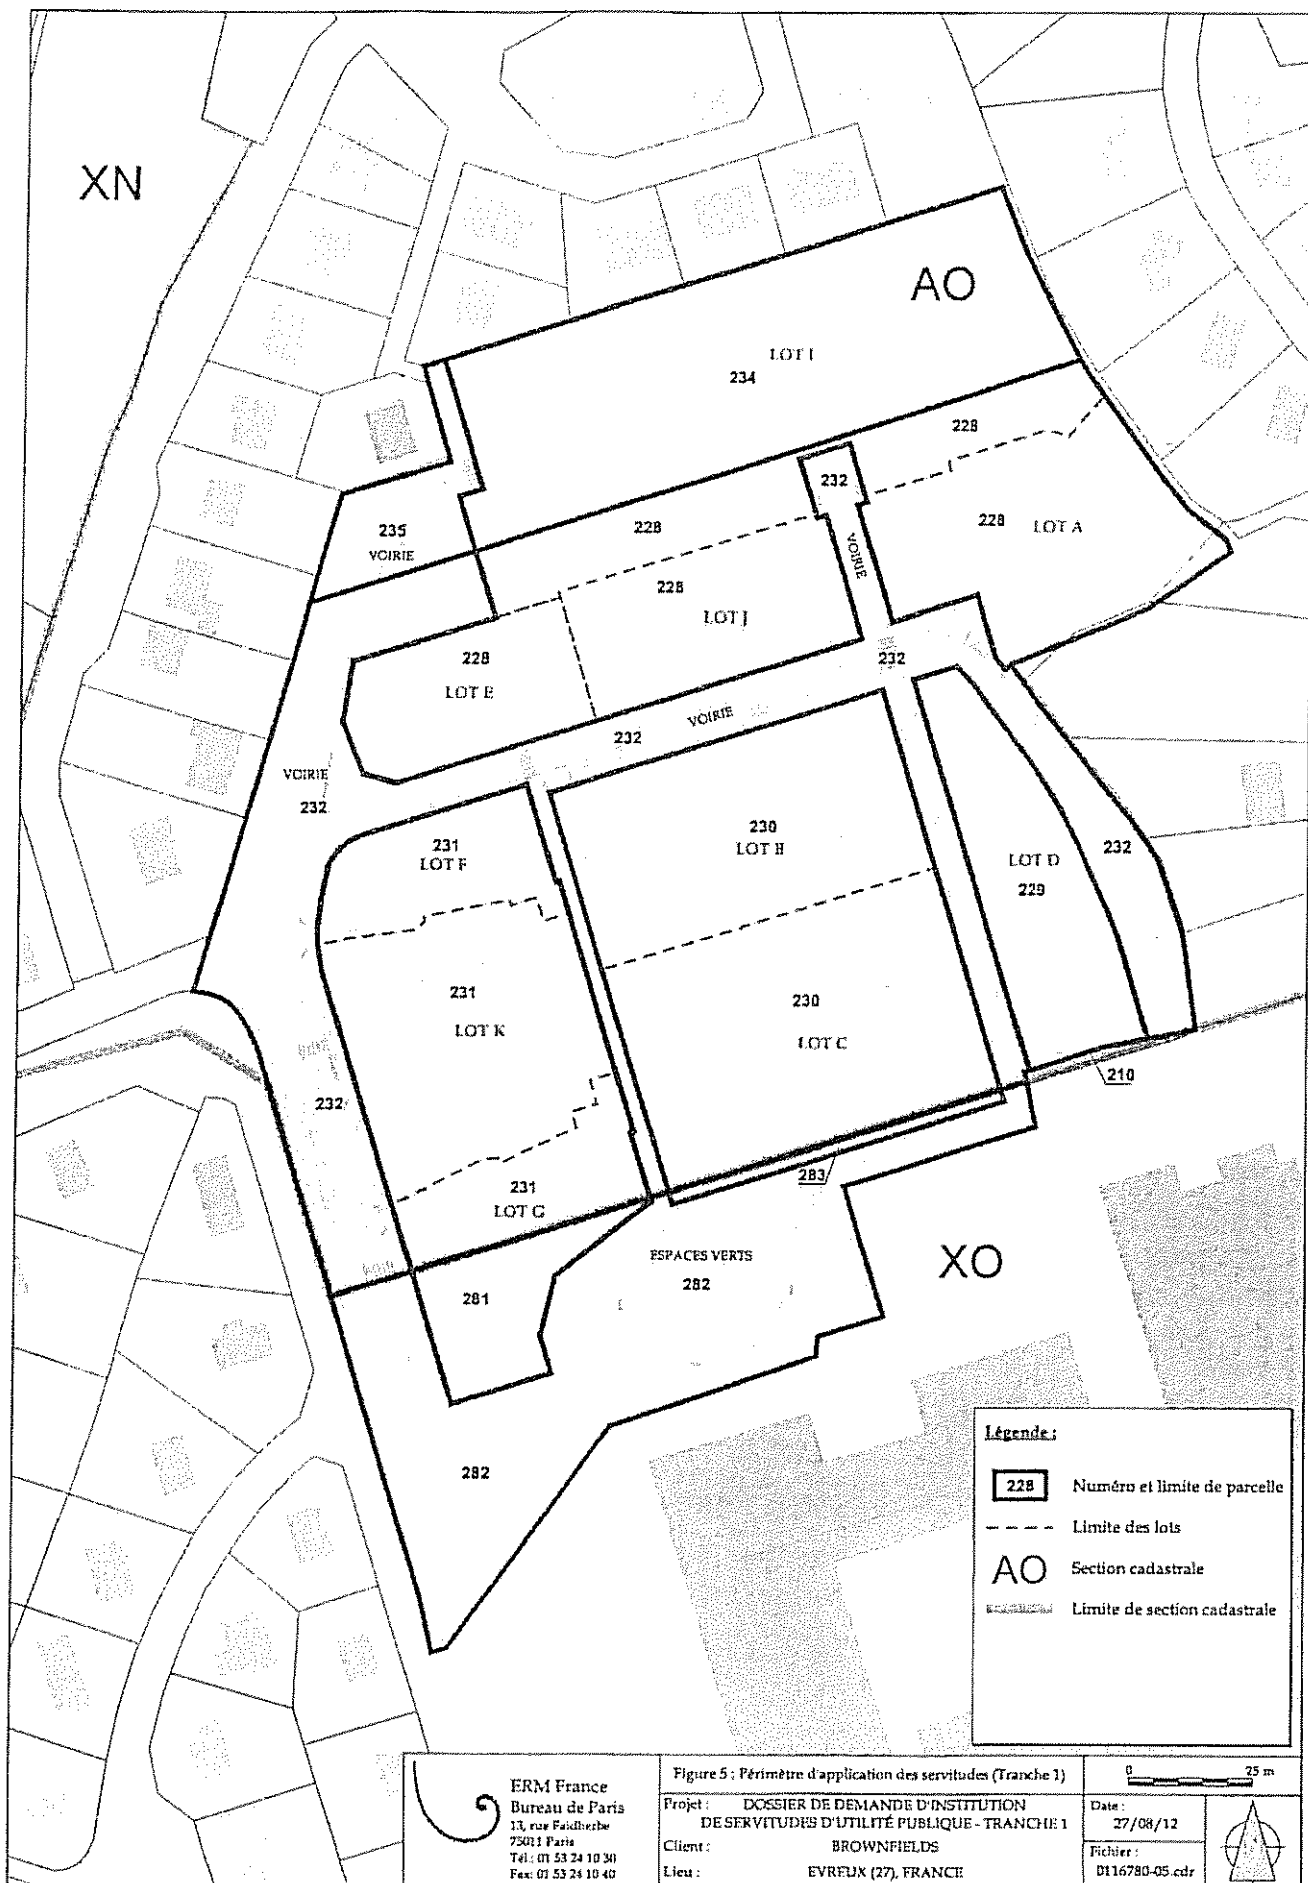 XN
AO
LOT I
234
228
232
235
VOIRIE
228
228
LOT A
VOIRIE
228
LOT J
228
LOT E
232
VOIRIE
232
VOIRIE
232
231
LOT F
230
LOT B
LOT D
229
232
231
LOT K
230
LOT C
232
210
283
231
LOT G
ESPACES VERTS
282
XO
281
282
Légende :
228 Numéro et limite de parcelle
Limite des lots
AO Section cadastrale
Limite de section cadastrale
ERM France
Bureau de Paris
13, rue Faidherbe
75011 Paris
Tél : 01 53 24 10 30
Fax: 01 53 24 10 40
Figure 5 : Périmètre d'application des servitudes (Tranche 1)
Projet : DOSSIER DE DEMANDE D'INSTITUTION
DE SERVITUDES D'UTILITÉ PUBLIQUE - TRANCHE 1
Client : BROWNFIELDS
Lieu : EVREUX (27), FRANCE
0 25 m
Date :
27/08/12
Fichier :
0116780-05.cdr